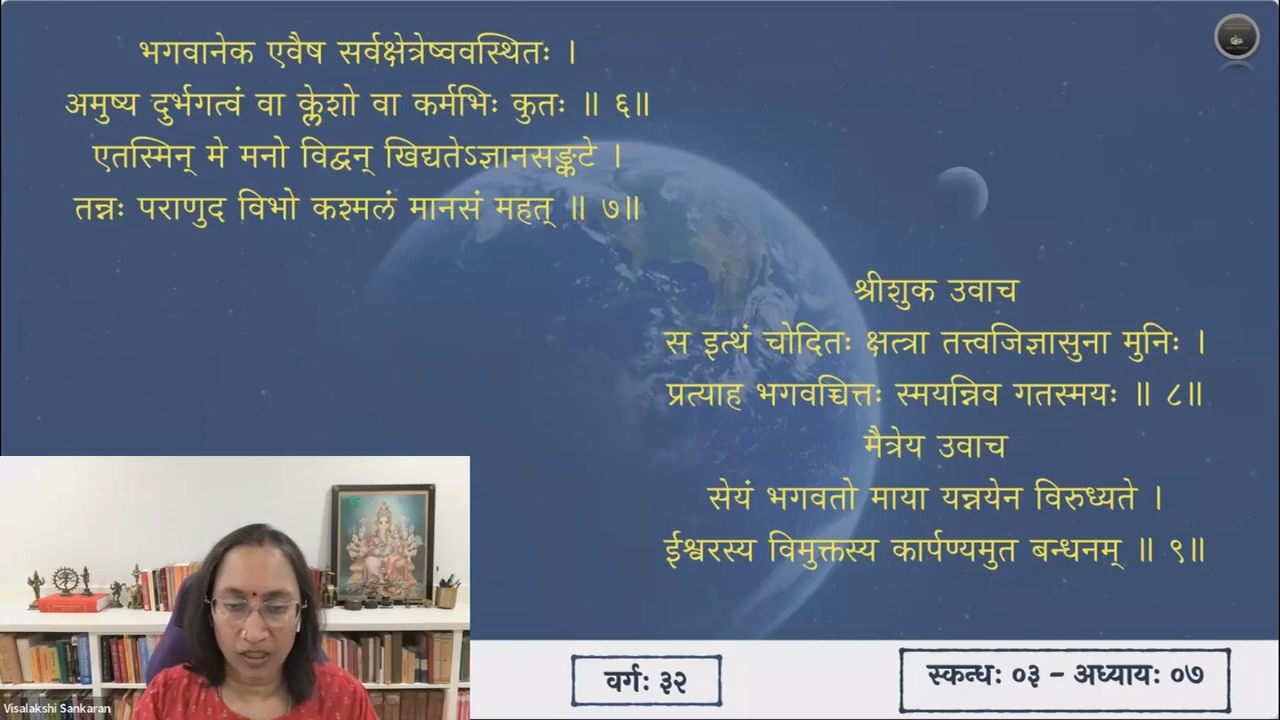 भगवानेक एवैष सर्वक्षेत्रेष्ववस्थितः ।
अमुष्य दुर्भगत्वं वा क्लेशो वा कर्मभिः कुतः ॥ ६॥
एतस्मिन् मे मनो विद्वन् खिद्यतेऽज्ञानसङ्कटे ।
तन्नः पराणुद विभो कश्मलं मानसं महत् ॥ ७॥
श्रीशुक उवाच
स इत्थं चोदितः क्षत्त्रा तत्त्वजिज्ञासुना मुनिः ।
प्रत्याह भगवच्चित्तः स्मयन्निव गतस्मयः ॥ ८॥
मैत्रेय उवाच
सेयं भगवतो माया यन्नयेन विरुध्यते ।
ईश्वरस्य विमुक्तस्य कार्पण्यमुत बन्धनम् ॥ ९॥
Visalakshi Sankaran
वर्गः ३२
स्कन्धः ०३ – अध्यायः ०७